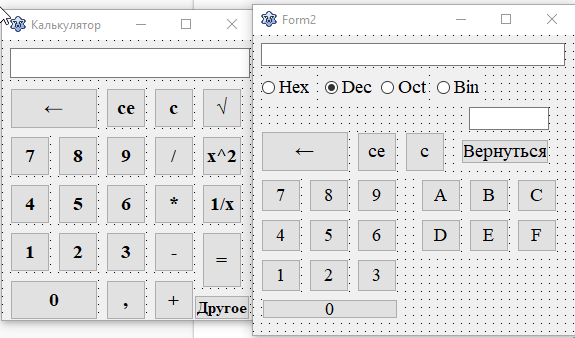 Калькулятор
← ce c √
7 8 9 / x^2
4 5 6 * 1/x
1 2 3 - =
0 , +
Другое
Form2
Hex Dec Oct Bin
← ce c Вернуться
7 8 9 A B C
4 5 6 D E F
1 2 3
0